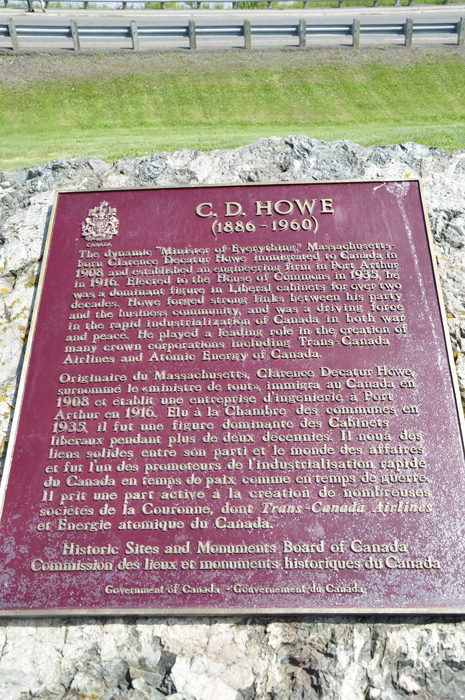 CANADA
C. D. HOWE
(1886-1960)
The dynamic "Minister of Everything," Massachusetts-
born Clarence Decatur Howe immigrated to Canada in
1908 and established an engineering firm in Port Arthur
in 1916. Elected to the House of Commons in 1935, he
was a dominant figure in Liberal cabinets for over two
decades. Howe forged strong links between his party
and the business community, and was a driving force
in the rapid industrialization of Canada in both war
and peace. He played a leading role in the creation of
many crown corporations including Trans-Canada
Airlines and Atomic Energy of Canada.
Originaire du Massachusetts, Clarence Decatur Howe,
surnommé le «ministre de tout», immigra au Canada en
1908 et établit une entreprise d'ingénierie à Port
Arthur en 1916. Élu à la Chambre des communes en
1935, il fut une figure dominante des Cabinets
libéraux pendant plus de deux décennies. Il noua des
liens solides entre son parti et le monde des affaires
et fut l'un des promoteurs de l'industrialisation rapide
du Canada en temps de paix comme en temps de guerre.
Il prit une part active à la création de nombreuses
sociétés de la Couronne, dont Trans-Canada Airlines
et Énergie atomique du Canada.
Historic Sites and Monuments Board of Canada
Commission des lieux et monuments historiques du Canada
Government of Canada - Gouvernement du Canada